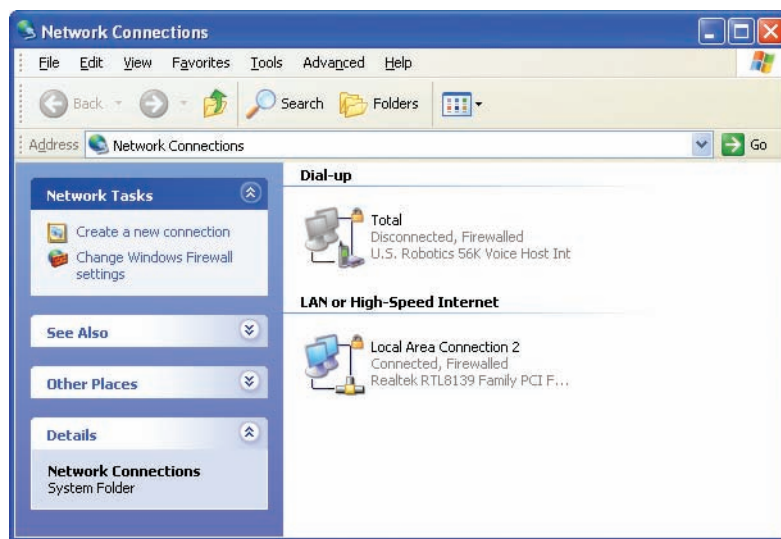 Network Connections
File Edit View Favorites Tools Advanced Help
Back Search Folders
Address Network Connections Go
Network Tasks
Create a new connection
Change Windows Firewall
settings
See Also
Other Places
Details
Network Connections
System Folder
Dial-up
Total
Disconnected, Firewalled
U.S. Robotics 56K Voice Host Int
LAN or High-Speed Internet
Local Area Connection 2
Connected, Firewalled
Realtek RTL8139 Family PCI F...